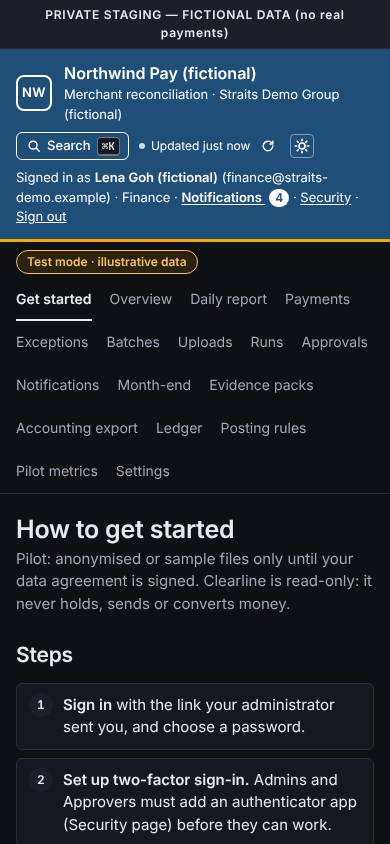 PRIVATE STAGING — FICTIONAL DATA (no real
payments)
NW
Northwind Pay (fictional)
Merchant reconciliation · Straits Demo Group
(fictional)
Search ⌘K
Updated just now
Signed in as Lena Goh (fictional) (finance@straits-
demo.example) · Finance · Notifications 4 · Security ·
Sign out
Test mode · illustrative data
Get started Overview Daily report Payments
Exceptions Batches Uploads Runs Approvals
Notifications Month-end Evidence packs
Accounting export Ledger Posting rules
Pilot metrics Settings
How to get started
Pilot: anonymised or sample files only until your
data agreement is signed. Clearline is read-only: it
never holds, sends or converts money.
Steps
1 Sign in with the link your administrator
sent you, and choose a password.
2 Set up two-factor sign-in. Admins and
Approvers must add an authenticator app
(Security page) before they can work.